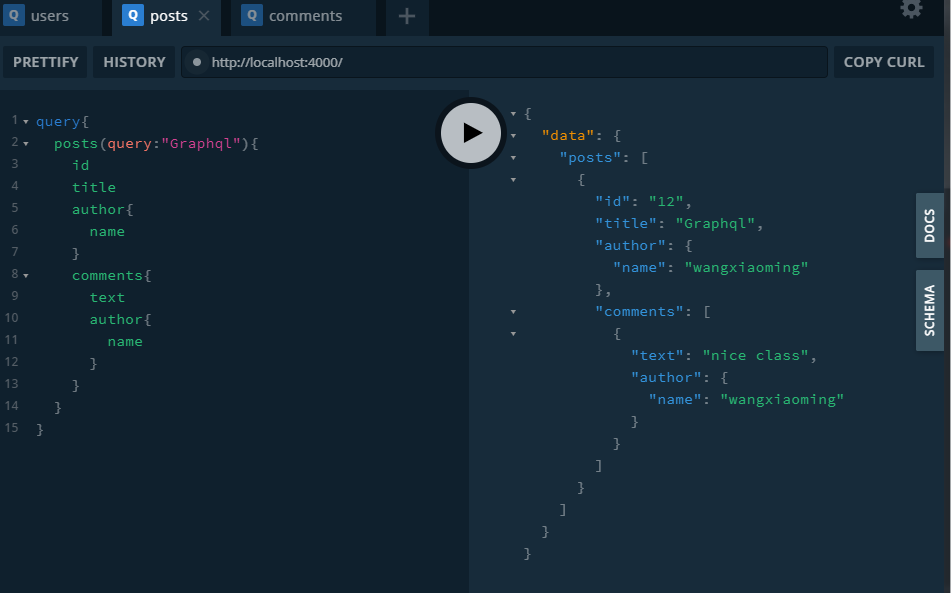 Q users
Q posts ×
Q comments
+
PRETTIFY
HISTORY
http://localhost:4000/
COPY CURL
1 query{
2 posts(query:"Graphql"){
3 id
4 title
5 author{
6 name
7 }
8 comments{
9 text
10 author{
11 name
12 }
13 }
14 }
15 }
{
"data": {
"posts": [
{
"id": "12",
"title": "Graphql",
"author": {
"name": "wangxiaoming"
},
"comments": [
{
"text": "nice class",
"author": {
"name": "wangxiaoming"
}
}
]
}
]
}
}
DOCS
SCHEMA